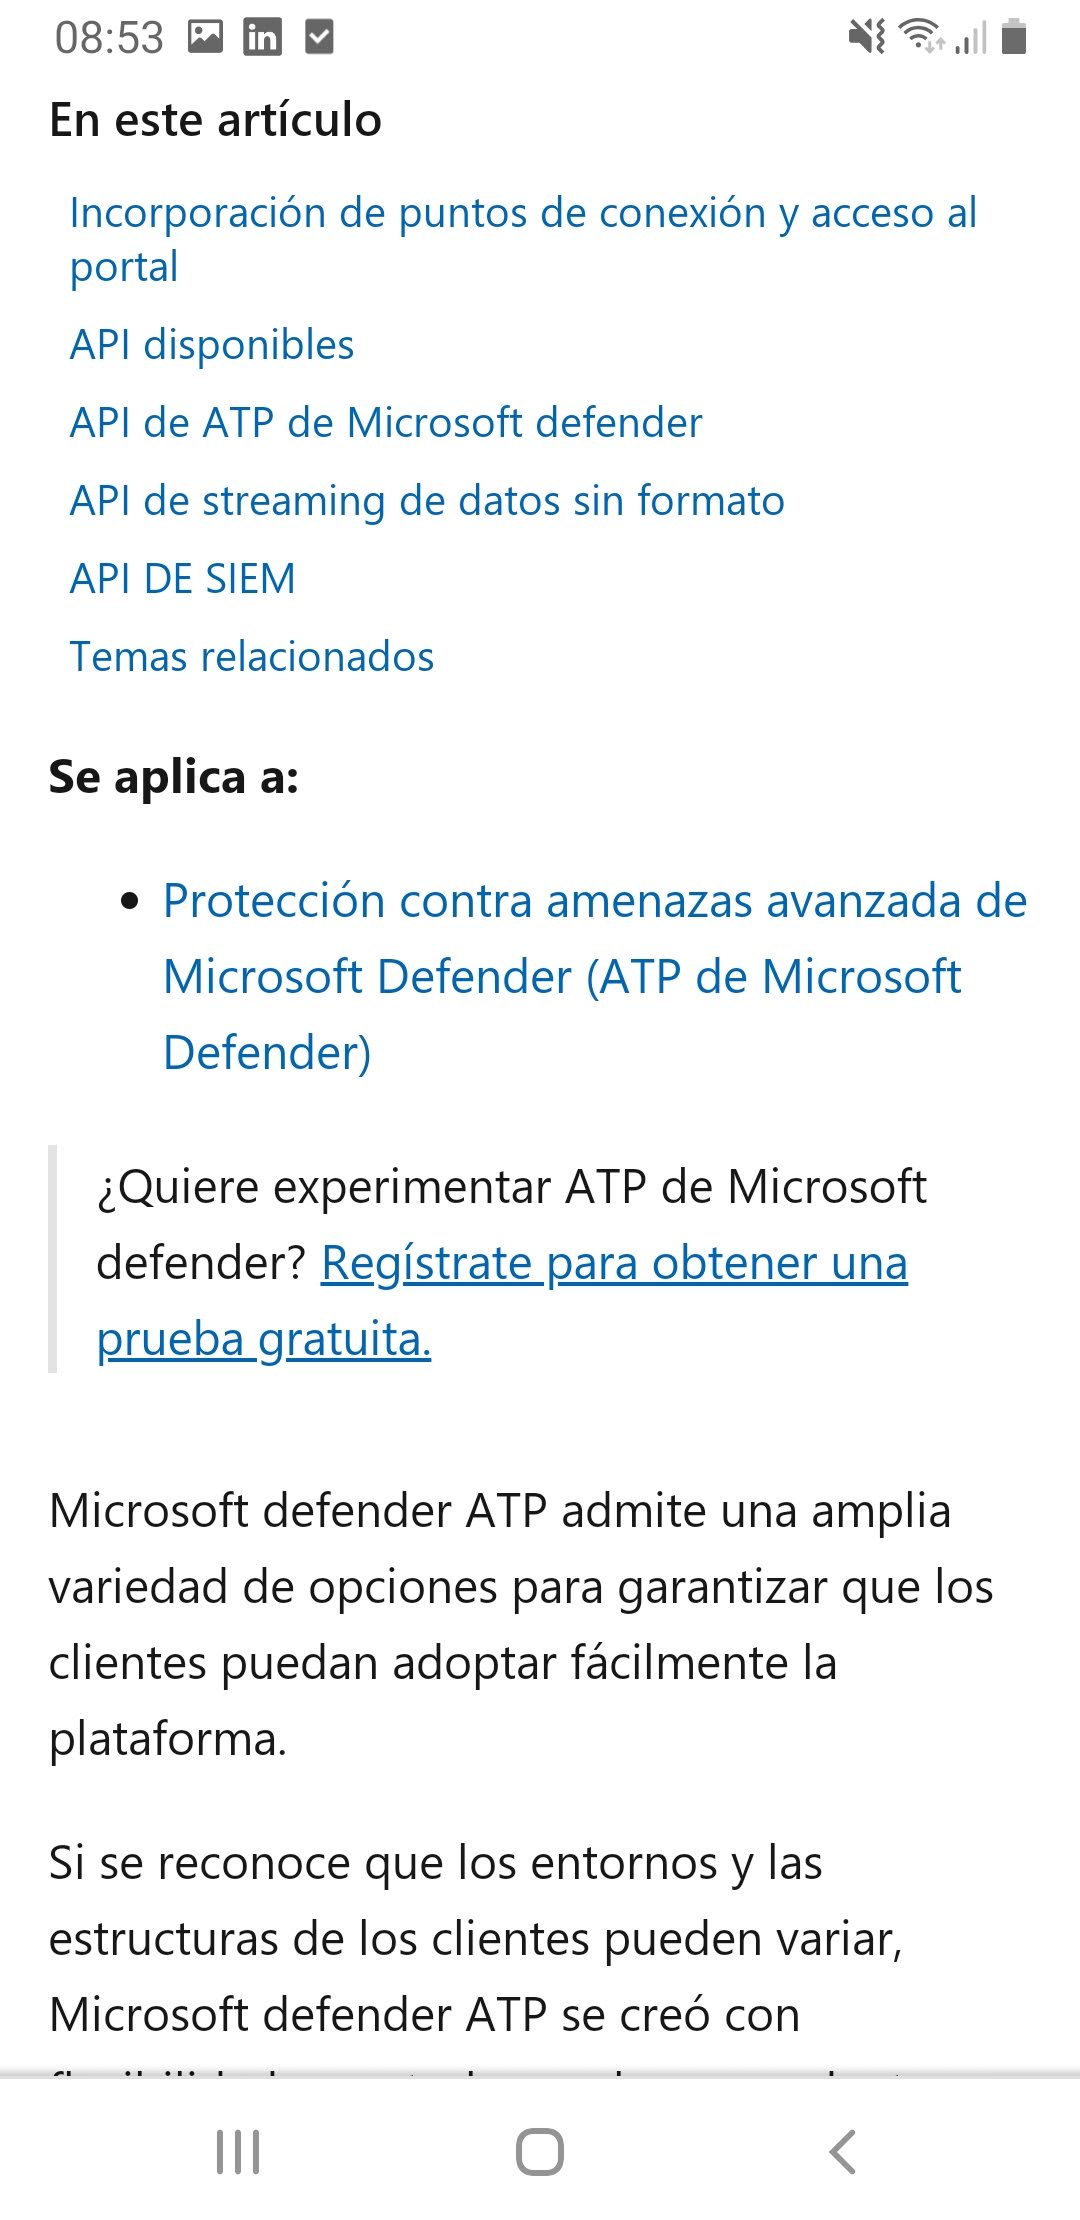 08:53
En este artículo
Incorporación de puntos de conexión y acceso al
portal
API disponibles
API de ATP de Microsoft defender
API de streaming de datos sin formato
API DE SIEM
Temas relacionados
Se aplica a:
• Protección contra amenazas avanzada de
Microsoft Defender (ATP de Microsoft
Defender)
¿Quiere experimentar ATP de Microsoft
defender? Regístrate para obtener una
prueba gratuita.
Microsoft defender ATP admite una amplia
variedad de opciones para garantizar que los
clientes puedan adoptar fácilmente la
plataforma.
Si se reconoce que los entornos y las
estructuras de los clientes pueden variar,
Microsoft defender ATP se creó con